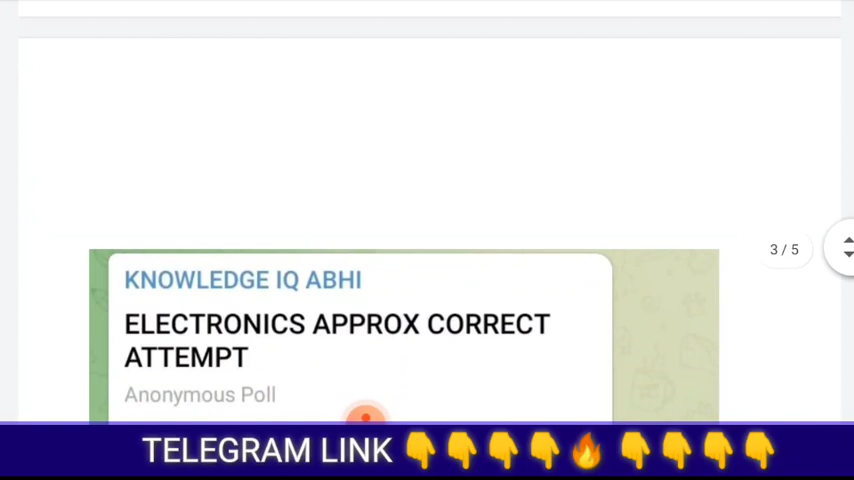 3 / 5
KNOWLEDGE IQ ABHI
ELECTRONICS APPROX CORRECT
ATTEMPT
Anonymous Poll
TELEGRAM LINK 👇👇👇👇🔥👇👇👇👇